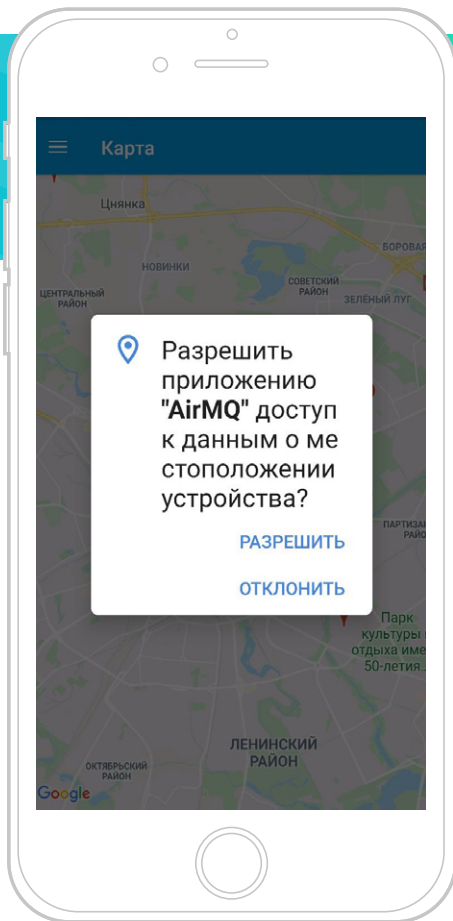 Карта
Цнянка
БОРОВАЯ
НОВИНКИ
СОВЕТСКИЙ
РАЙОН
ЦЕНТРАЛЬНЫЙ
РАЙОН
ЗЕЛЁНЫЙ ЛУГ
Разрешить
приложению
"AirMQ" доступ
к данным о ме
стоположении
устройства?
РАЗРЕШИТЬ
ПАРТИЗАН
РАЙО
ОТКЛОНИТЬ
Парк
культуры и
отдыха име
50-летия...
ЛЕНИНСКИЙ
РАЙОН
ОКТЯБРЬСКИЙ
РАЙОН
Google